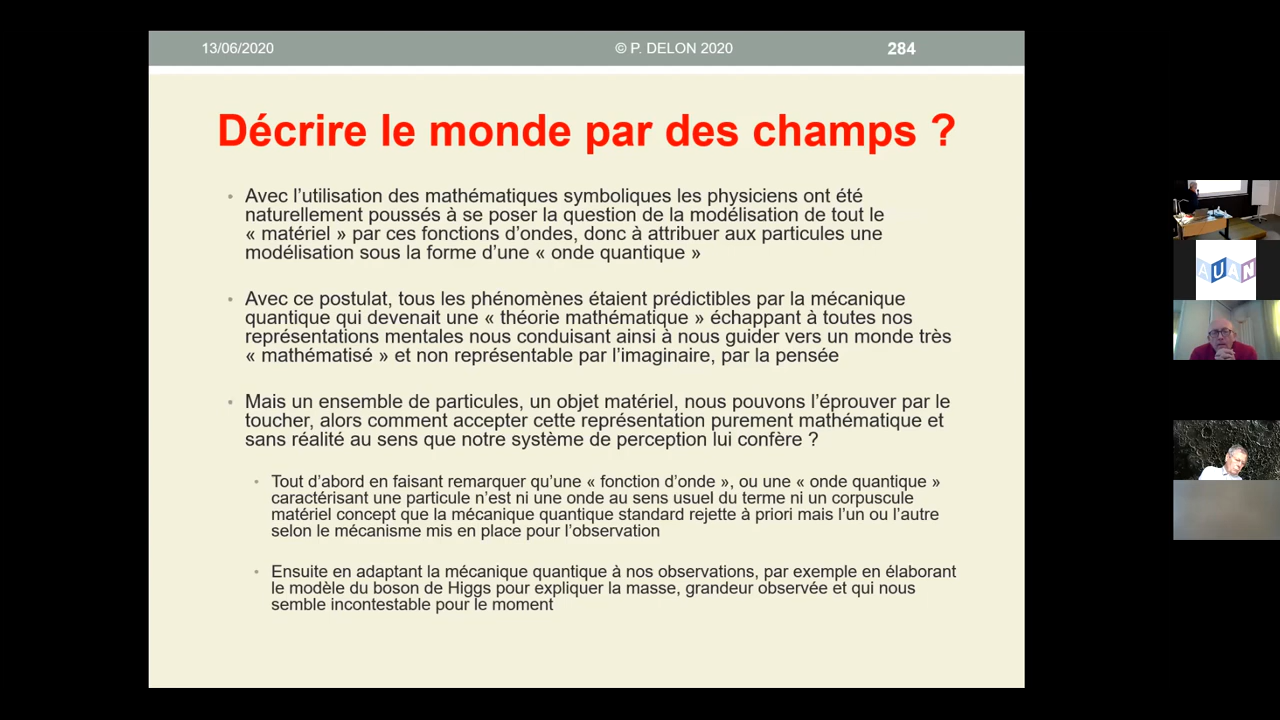 13/06/2020
© P. DELON 2020
284
Décrire le monde par des champs ?
• Avec l’utilisation des mathématiques symboliques les physiciens ont été
naturellement poussés à se poser la question de la modélisation de tout le
« matériel » par ces fonctions d’ondes, donc à attribuer aux particules une
modélisation sous la forme d’une « onde quantique »
• Avec ce postulat, tous les phénomènes étaient prédictibles par la mécanique
quantique qui devenait une « théorie mathématique » échappant à toutes nos
représentations mentales nous conduisant ainsi à nous guider vers un monde très
« mathématisé » et non représentable par l’imaginaire, par la pensée
• Mais un ensemble de particules, un objet matériel, nous pouvons l’éprouver par le
toucher, alors comment accepter cette représentation purement mathématique et
sans réalité au sens que notre système de perception lui confère ?
• Tout d’abord en faisant remarquer qu’une « fonction d’onde », ou une « onde quantique »
caractérisant une particule n’est ni une onde au sens usuel du terme ni un corpuscule
matériel concept que la mécanique quantique standard rejette à priori mais l’un ou l’autre
selon le mécanisme mis en place pour l’observation
• Ensuite en adaptant la mécanique quantique à nos observations, par exemple en élaborant
le modèle du boson de Higgs pour expliquer la masse, grandeur observée et qui nous
semble incontestable pour le moment
AUAN